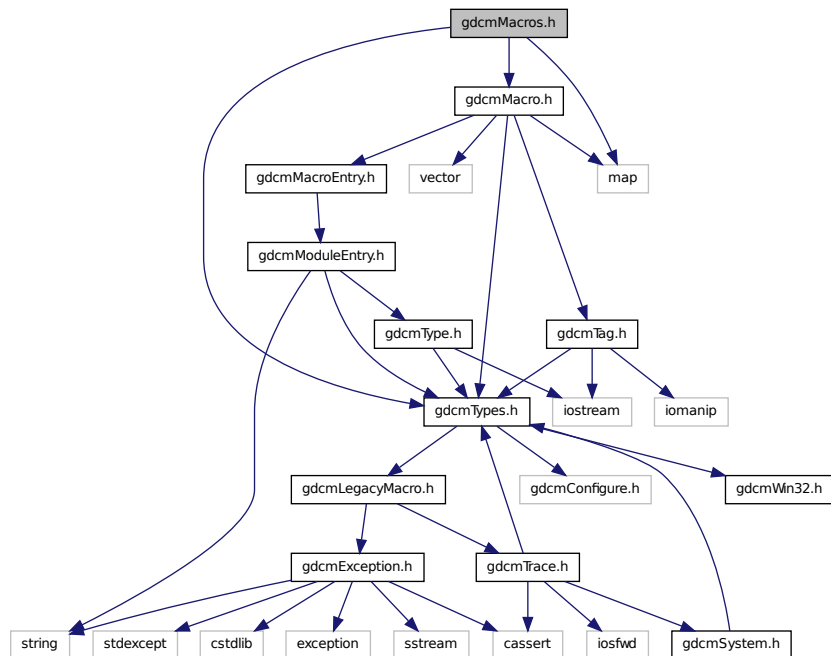 gdcmMacros.h
gdcmMacro.h
gdcmMacroEntry.h
vector
map
gdcmModuleEntry.h
gdcmType.h
gdcmTag.h
gdcmTypes.h
iostream
iomanip
gdcmLegacyMacro.h
gdcmConfigure.h
gdcmWin32.h
gdcmException.h
gdcmTrace.h
string
stdexcept
cstdlib
exception
sstream
cassert
iosfwd
gdcmSystem.h